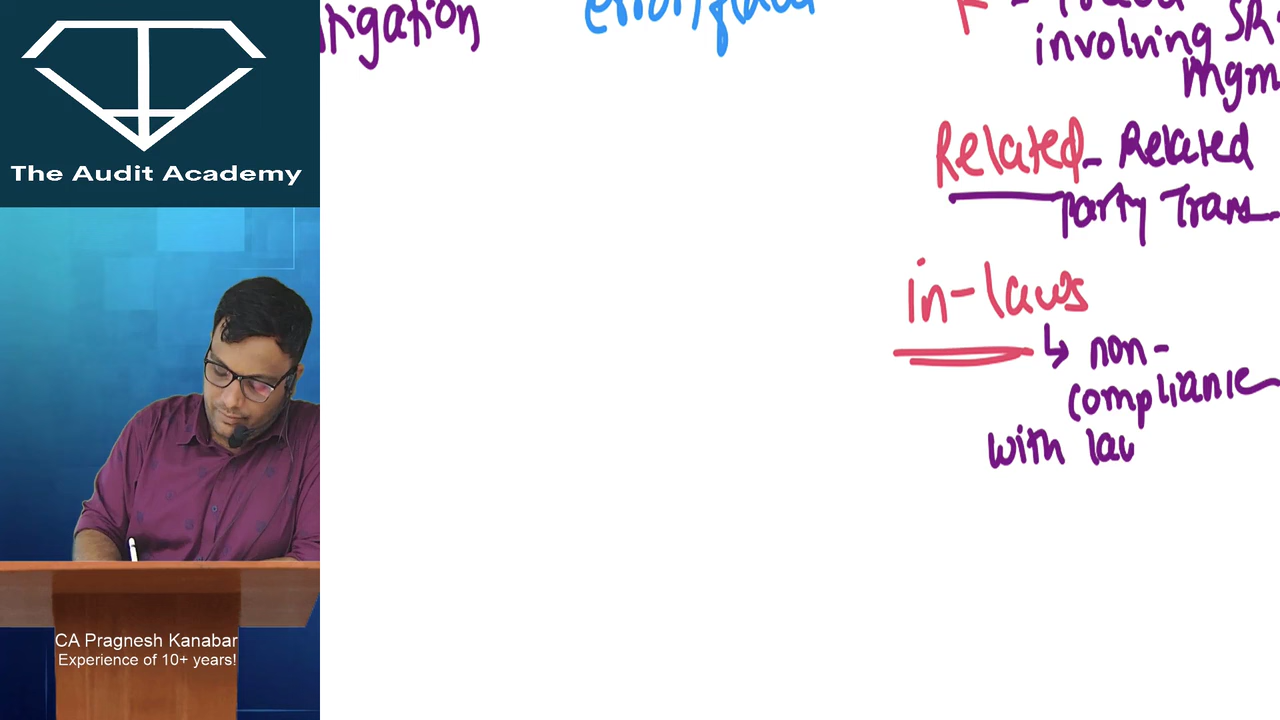 The Audit Academy
CA Pragnesh Kanabar
Experience of 10+ years!
involving SR.
mgm
Related - Related
party Trans
in-laws
↳ non-
compliance
with law